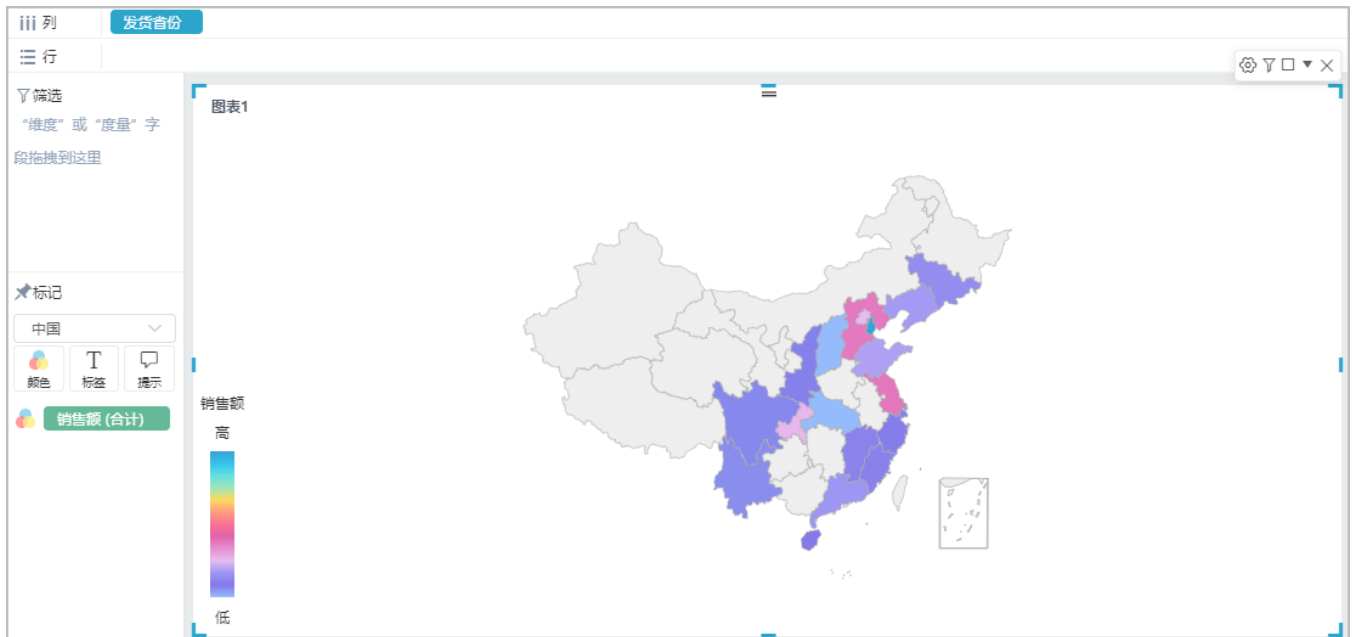 列
发货省份
行
筛选
“维度”或“度量”字
段拖拽到这里
图表1
标记
中国
颜色
T
标签
提示
销售额 (合计)
销售额
高
低